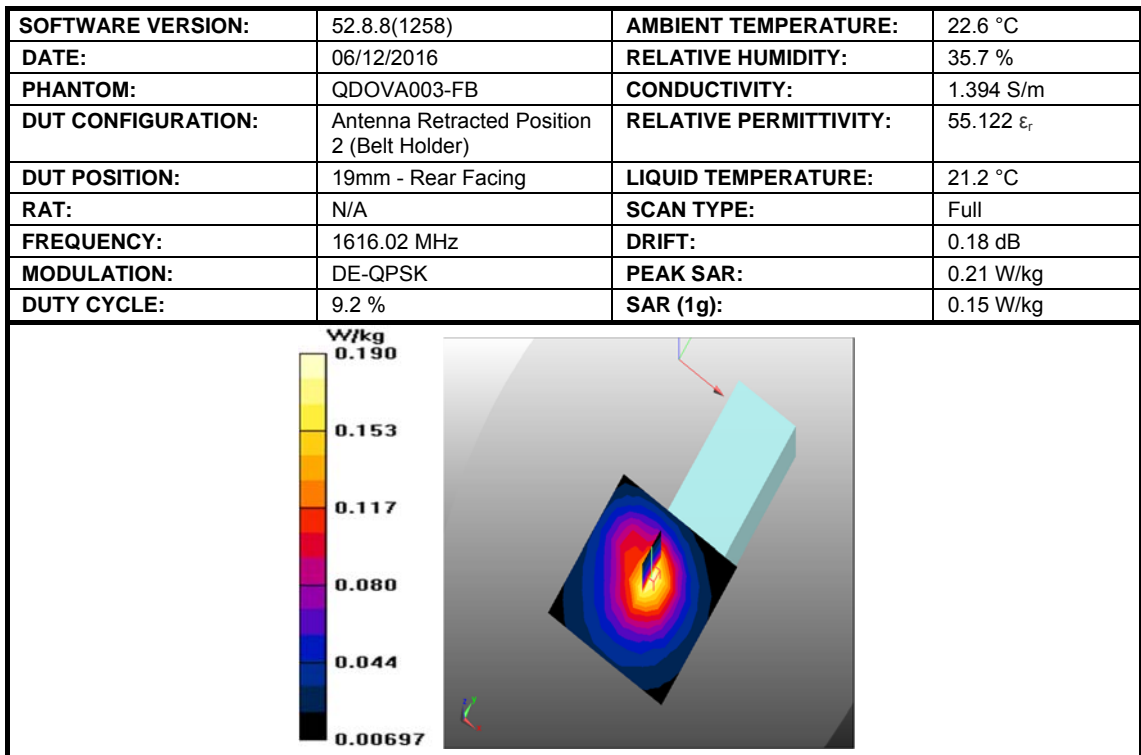 SOFTWARE VERSION: 52.8.8(1258) AMBIENT TEMPERATURE: 22.6 °C
DATE: 06/12/2016 RELATIVE HUMIDITY: 35.7 %
PHANTOM: QDOVA003-FB CONDUCTIVITY: 1.394 S/m
DUT CONFIGURATION: Antenna Retracted Position RELATIVE PERMITTIVITY: 55.122 εr
2 (Belt Holder)
DUT POSITION: 19mm - Rear Facing LIQUID TEMPERATURE: 21.2 °C
RAT: N/A SCAN TYPE: Full
FREQUENCY: 1616.02 MHz DRIFT: 0.18 dB
MODULATION: DE-QPSK PEAK SAR: 0.21 W/kg
DUTY CYCLE: 9.2 % SAR (1g): 0.15 W/kg
W/kg
0.190
0.153
0.117
0.080
0.044
0.00697
z y
x